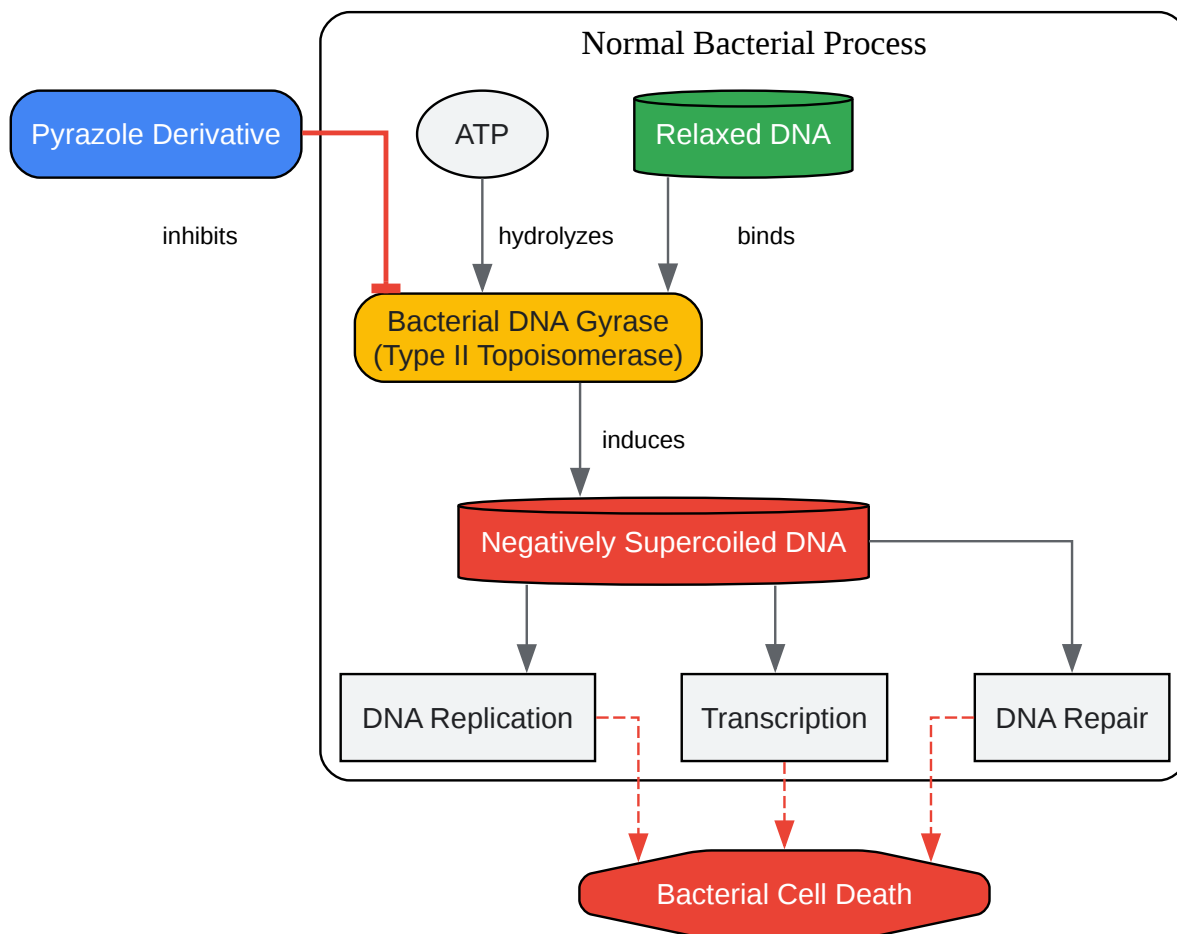 Normal Bacterial Process
Pyrazole Derivative
ATP
Relaxed DNA
inhibits
hydrolyzes
binds
Bacterial DNA Gyrase
(Type II Topoisomerase)
induces
Negatively Supercoiled DNA
DNA Replication
Transcription
DNA Repair
Bacterial Cell Death